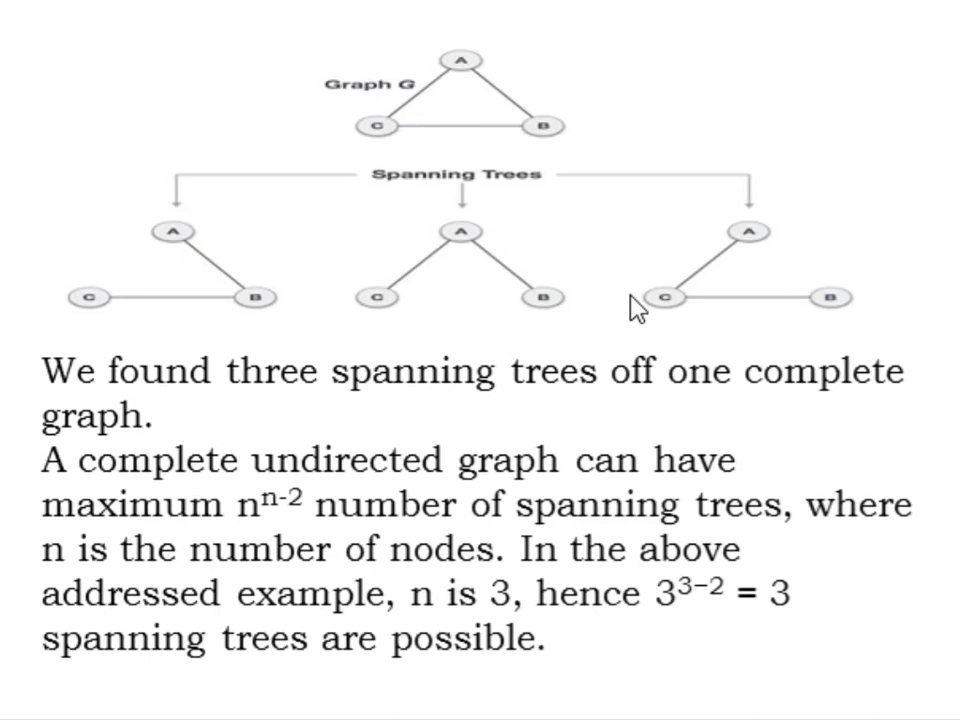 A
Graph G
C
B
Spanning Trees
A
A
A
C
B
C
B
C
B
We found three spanning trees off one complete
graph.
A complete undirected graph can have
maximum nⁿ⁻² number of spanning trees, where
n is the number of nodes. In the above
addressed example, n is 3, hence 3³⁻² = 3
spanning trees are possible.